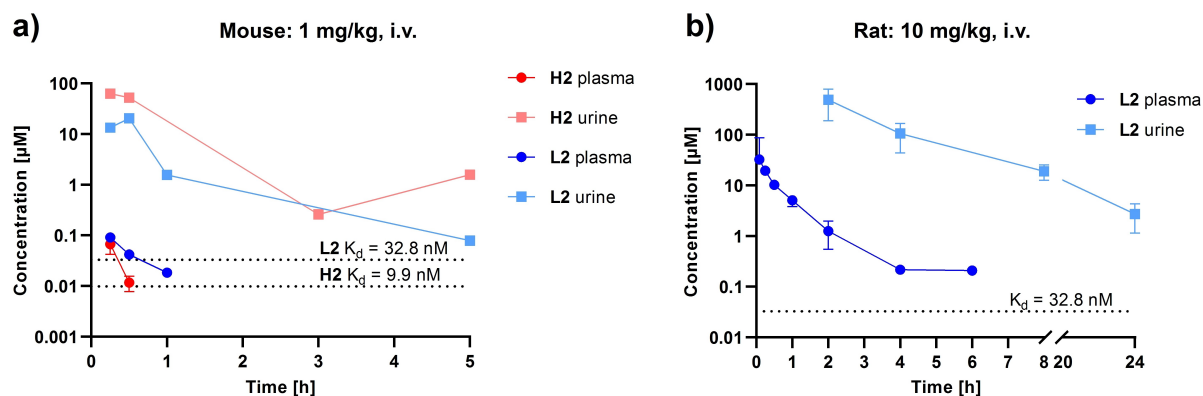 a)
Mouse: 1 mg/kg, i.v.
Concentration [µM]
100
10
1
0.1
0.01
0.001
0
1
2
3
4
5
Time [h]
L2 Kd = 32.8 nM
H2 Kd = 9.9 nM
H2 plasma
H2 urine
L2 plasma
L2 urine
b)
Rat: 10 mg/kg, i.v.
Concentration [µM]
1000
100
10
1
0.1
0.01
0
1
2
3
4
5
6
7
8
20
24
Time [h]
Kd = 32.8 nM
L2 plasma
L2 urine